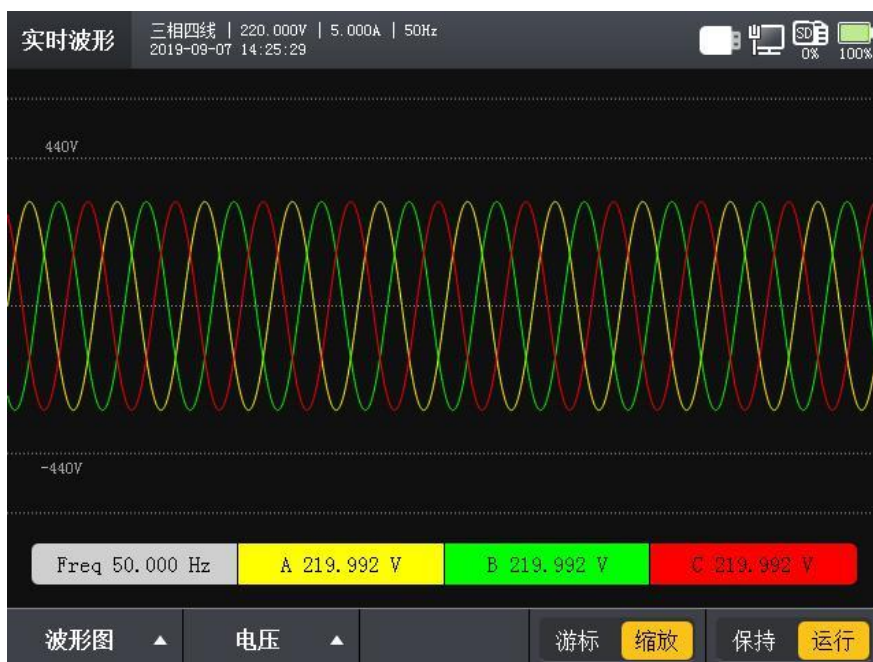 实时波形
三相四线 | 220.000V | 5.000A | 50Hz
2019-09-07 14:25:29
SD
0%
100%
440V
-440V
Freq 50.000 Hz
A 219.992 V
B 219.992 V
C 219.992 V
波形图 ▲ 电压 ▲ 游标 缩放 保持 运行